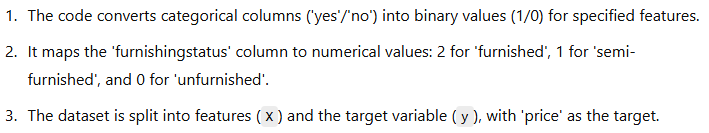 1. The code converts categorical columns ('yes'/'no') into binary values (1/0) for specified features.
2. It maps the 'furnishingstatus' column to numerical values: 2 for 'furnished', 1 for 'semi-
furnished', and 0 for 'unfurnished'.
3. The dataset is split into features ( X ) and the target variable ( y ), with 'price' as the target.